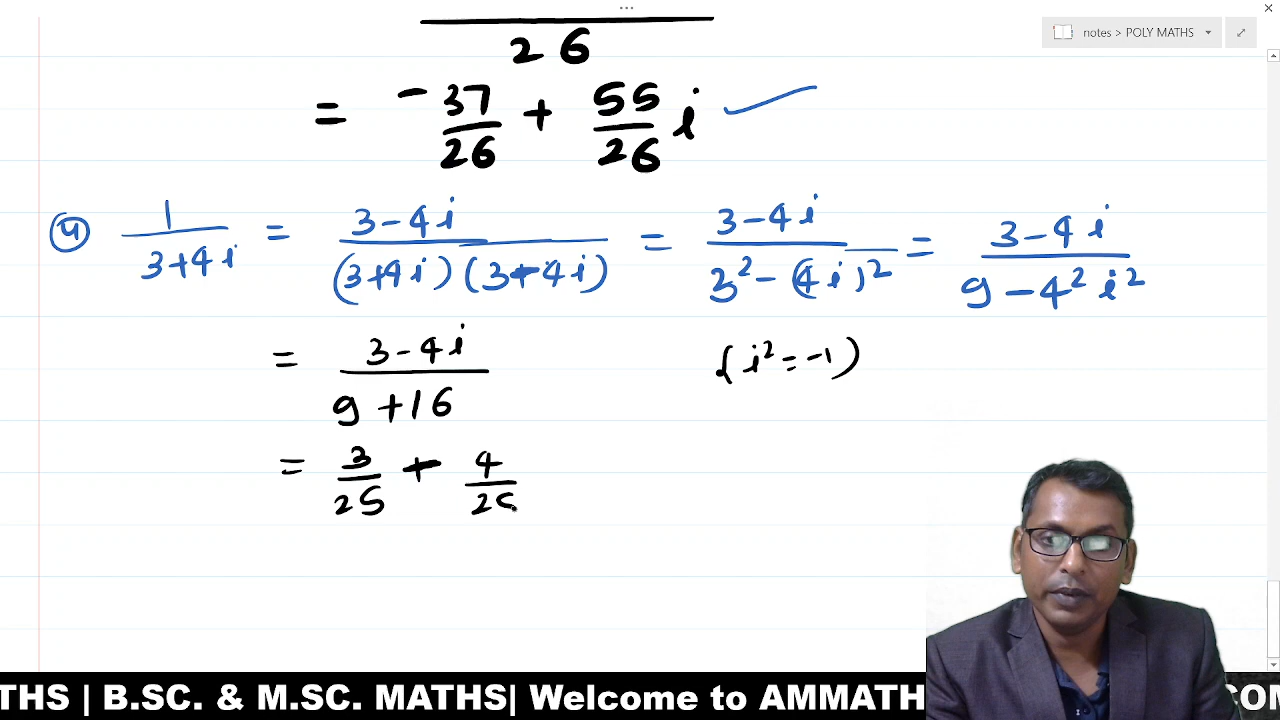 ...
notes > POLY MATHS
26
= -37/26 + 55/26 i ✓
(4) 1/(3+4i) = (3-4i)/((3+4i)(3-4i)) = (3-4i)/(3²-(4i)²) = (3-4i)/(9-4²i²)
= (3-4i)/(9+16) (i²=-1)
= 3/25 - 4/25
THS | B.SC. & M.SC. MATHS| Welcome to AMMATH COM